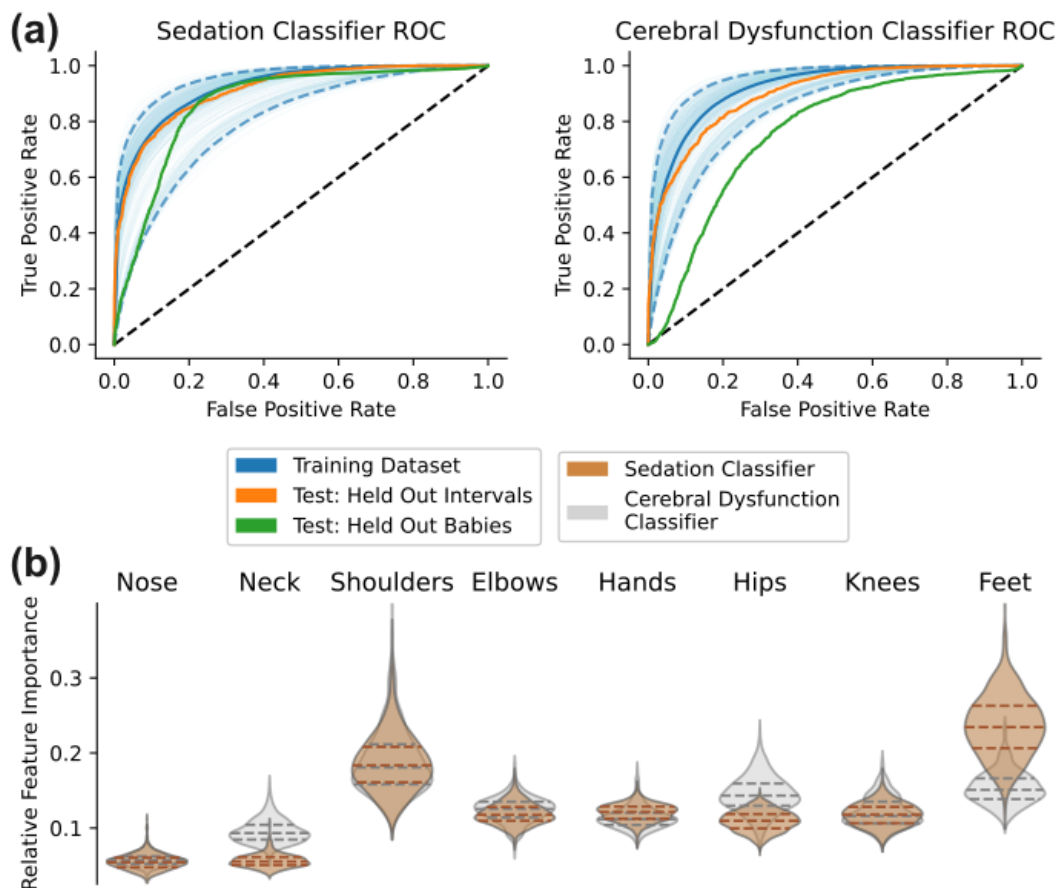 (a)
Sedation Classifier ROC
Cerebral Dysfunction Classifier ROC
True Positive Rate
1.0
0.8
0.6
0.4
0.2
0.0
0.0 0.2 0.4 0.6 0.8 1.0
False Positive Rate
True Positive Rate
1.0
0.8
0.6
0.4
0.2
0.0
0.0 0.2 0.4 0.6 0.8 1.0
False Positive Rate
Training Dataset
Test: Held Out Intervals
Test: Held Out Babies
Sedation Classifier
Cerebral Dysfunction
Classifier
(b)
Nose Neck Shoulders Elbows Hands Hips Knees Feet
Relative Feature Importance
0.3
0.2
0.1